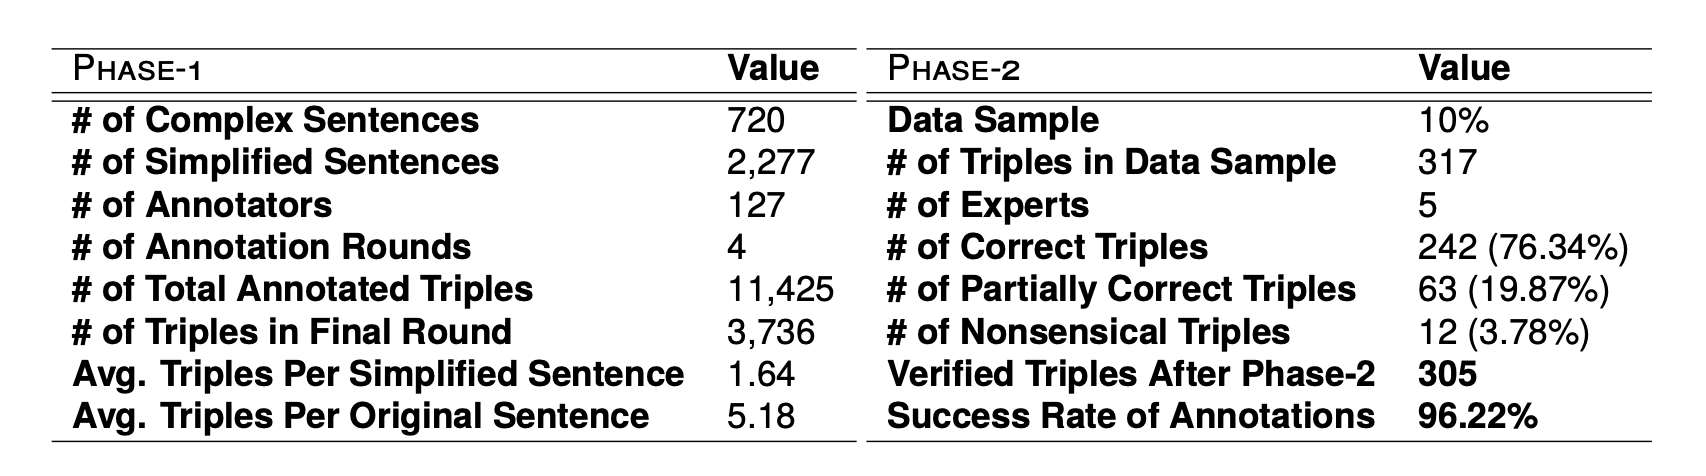 PHASE-1 Value
# of Complex Sentences 720
# of Simplified Sentences 2,277
# of Annotators 127
# of Annotation Rounds 4
# of Total Annotated Triples 11,425
# of Triples in Final Round 3,736
Avg. Triples Per Simplified Sentence 1.64
Avg. Triples Per Original Sentence 5.18
PHASE-2 Value
Data Sample 10%
# of Triples in Data Sample 317
# of Experts 5
# of Correct Triples 242 (76.34%)
# of Partially Correct Triples 63 (19.87%)
# of Nonsensical Triples 12 (3.78%)
Verified Triples After Phase-2 305
Success Rate of Annotations 96.22%